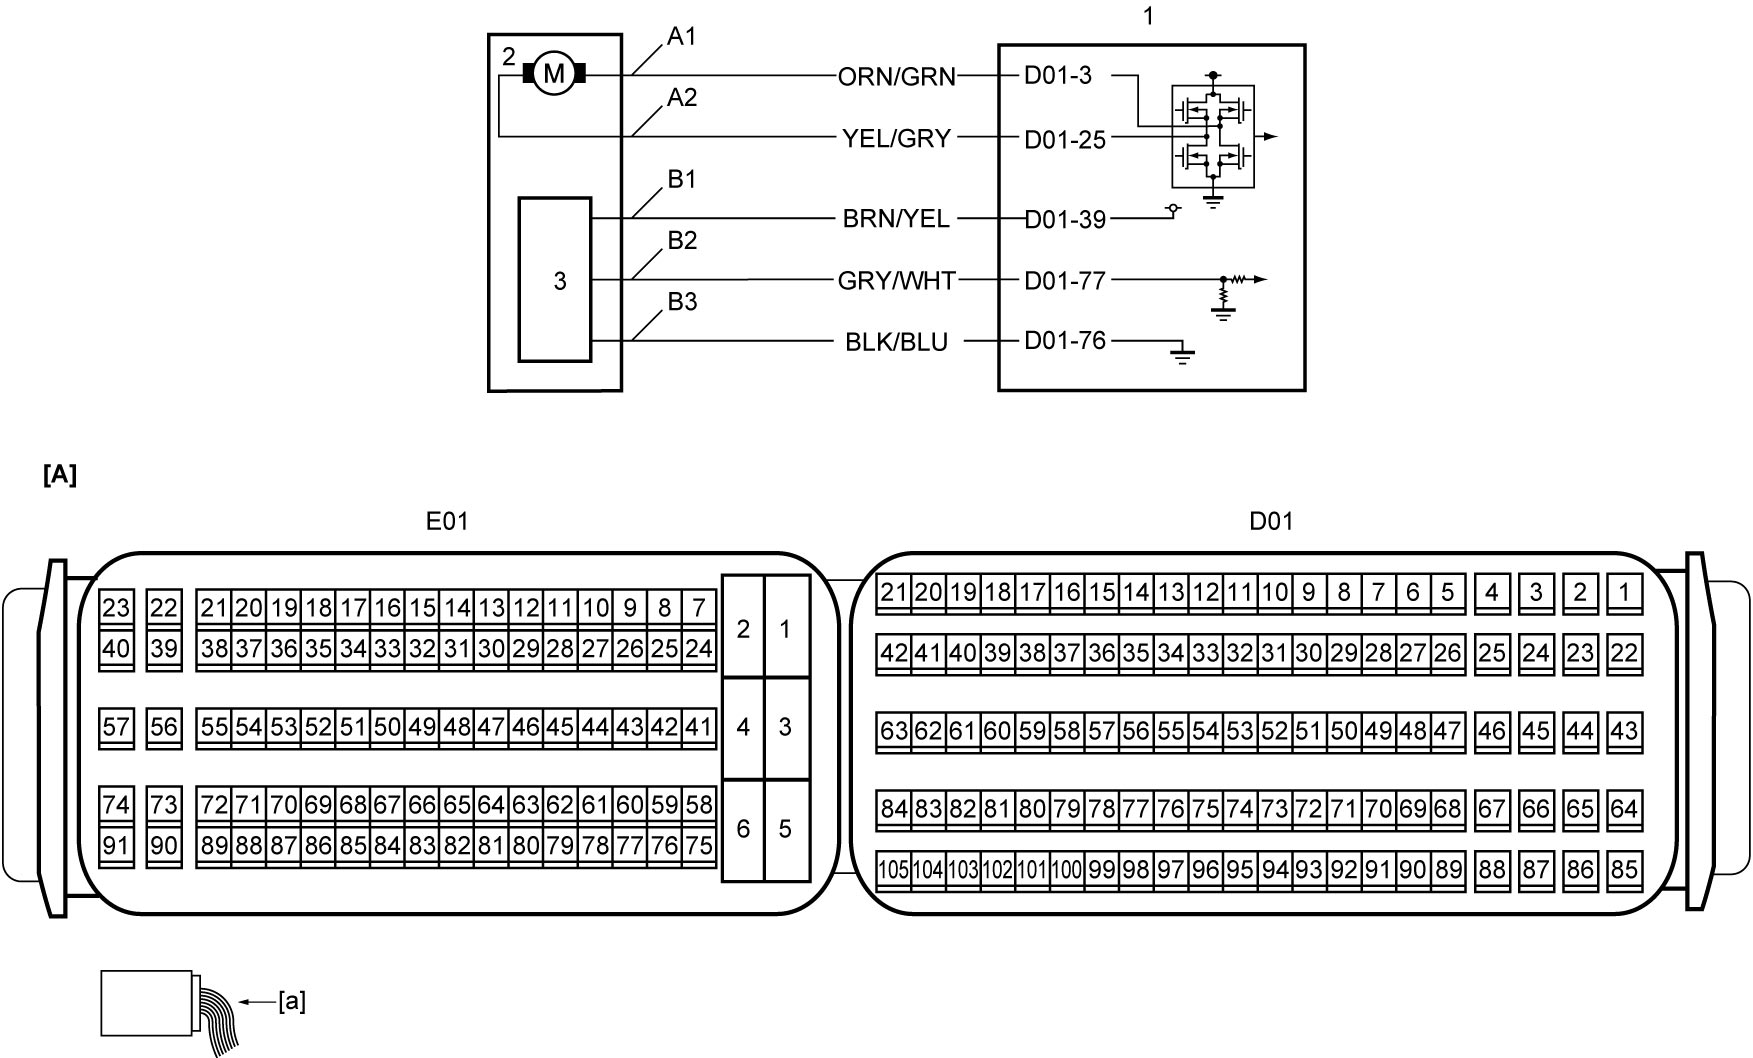 1
2 M A1 ORN/GRN D01-3
A2 YEL/GRY D01-25
B1 BRN/YEL D01-39
3 B2 GRY/WHT D01-77
B3 BLK/BLU D01-76
[A]
E01 D01
23 22 21 20 19 18 17 16 15 14 13 12 11 10 9 8 7
40 39 38 37 36 35 34 33 32 31 30 29 28 27 26 25 24
2 1
57 56 55 54 53 52 51 50 49 48 47 46 45 44 43 42 41
4 3
74 73 72 71 70 69 68 67 66 65 64 63 62 61 60 59 58
91 90 89 88 87 86 85 84 83 82 81 80 79 78 77 76 75
6 5
21 20 19 18 17 16 15 14 13 12 11 10 9 8 7 6 5 4 3 2 1
42 41 40 39 38 37 36 35 34 33 32 31 30 29 28 27 26 25 24 23 22
63 62 61 60 59 58 57 56 55 54 53 52 51 50 49 48 47 46 45 44 43
84 83 82 81 80 79 78 77 76 75 74 73 72 71 70 69 68 67 66 65 64
105 104 103 102 101 100 99 98 97 96 95 94 93 92 91 90 89 88 87 86 85
[a]